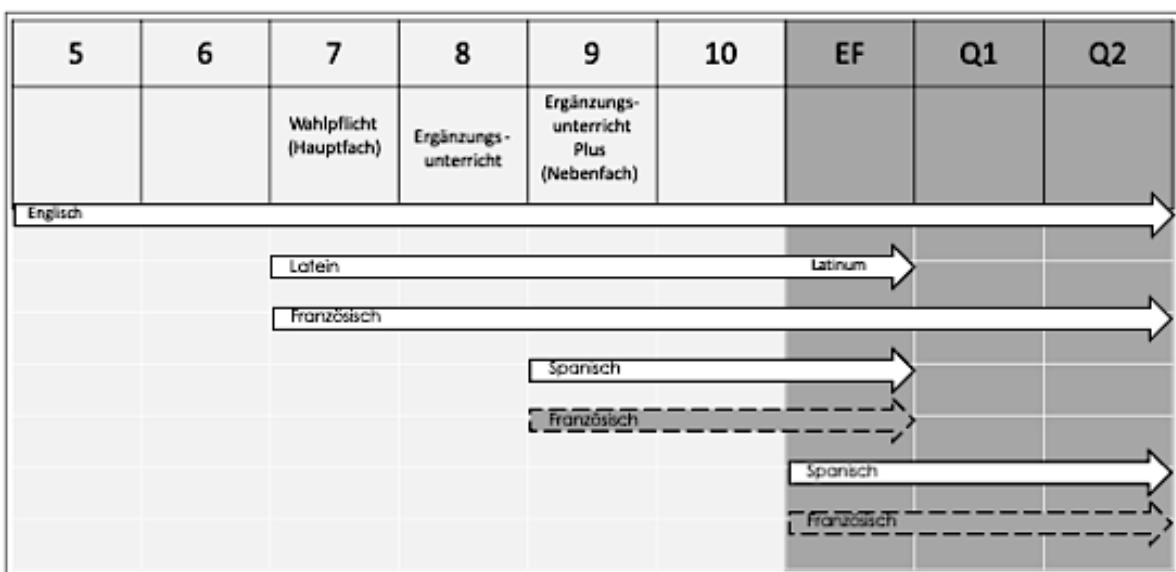 5 6 7 8 9 10 EF Q1 Q2
Wahlpflicht
(Hauptfach)
Ergänzungs-
unterricht
Ergänzungs-
unterricht
Plus
(Nebenfach)
Englisch
Latein Latinum
Französisch
Spanisch
Französisch
Spanisch
Französisch